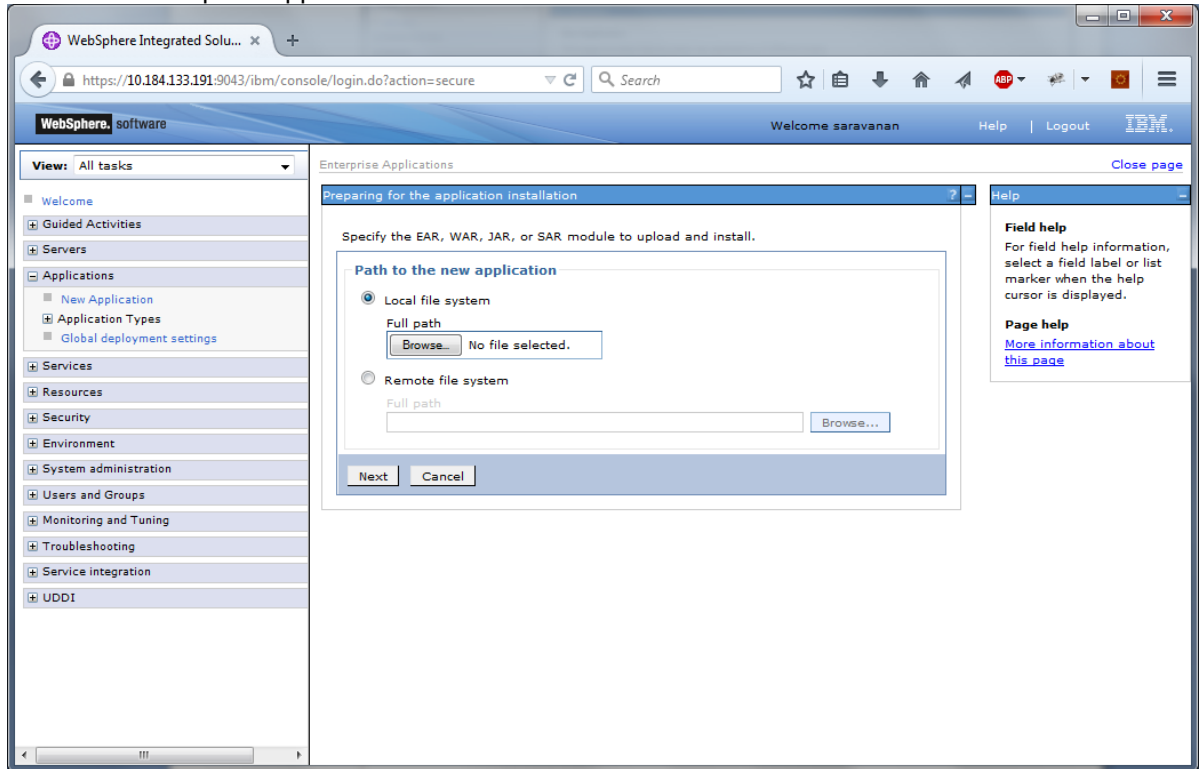 WebSphere Integrated Solu... × +
https://10.184.133.191:9043/ibm/console/login.do?action=secure Search ABP
WebSphere. software Welcome saravanan Help | Logout IBM.
View: All tasks
Welcome
Guided Activities
Servers
Applications
New Application
Application Types
Global deployment settings
Services
Resources
Security
Environment
System administration
Users and Groups
Monitoring and Tuning
Troubleshooting
Service integration
UDDI
Enterprise Applications Close page
Preparing for the application installation ? -
Specify the EAR, WAR, JAR, or SAR module to upload and install.
Path to the new application
Local file system
Full path
Browse... No file selected.
Remote file system
Full path
Browse...
Next Cancel
Help -
Field help
For field help information,
select a field label or list
marker when the help
cursor is displayed.
Page help
More information about
this page